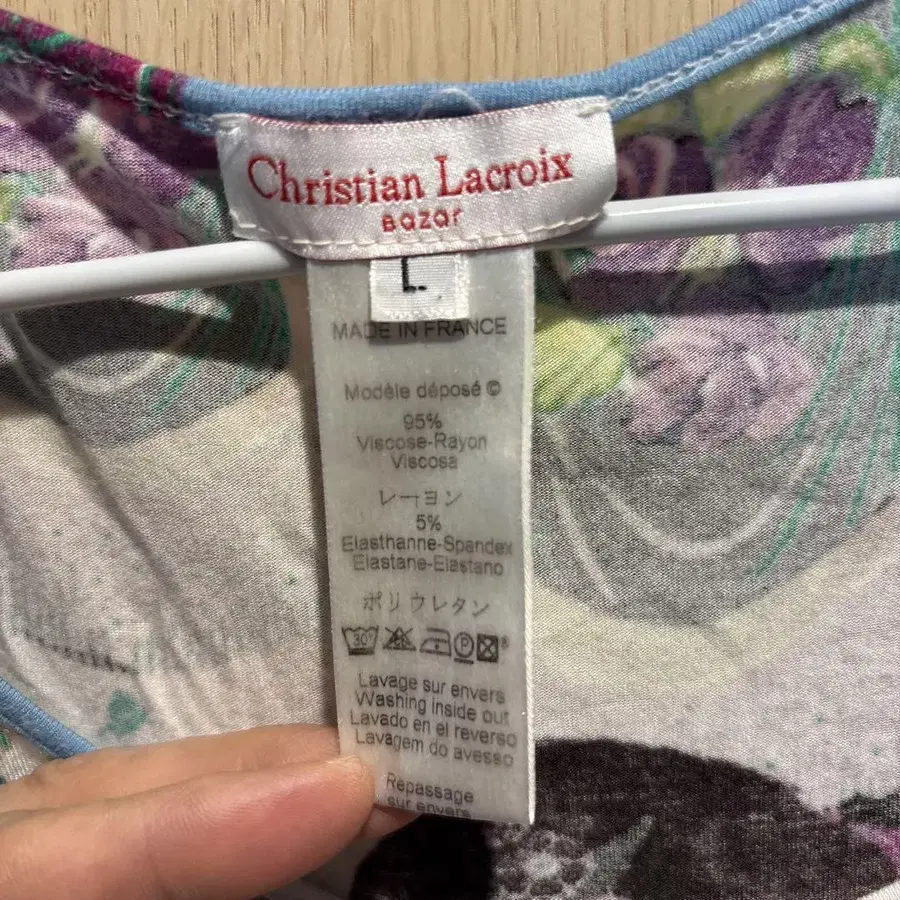 Christian Lacroix
Bazar
L
MADE IN FRANCE
Modèle déposé ©
95%
Viscose-Rayon
Viscosa
レーヨン
5%
Elasthanne-Spandex
Elastane-Elastano
ポリウレタン
30°
P
Lavage sur envers
Washing inside out
Lavado en el reverso
Lavagem do avesso
Repassage
sur envers